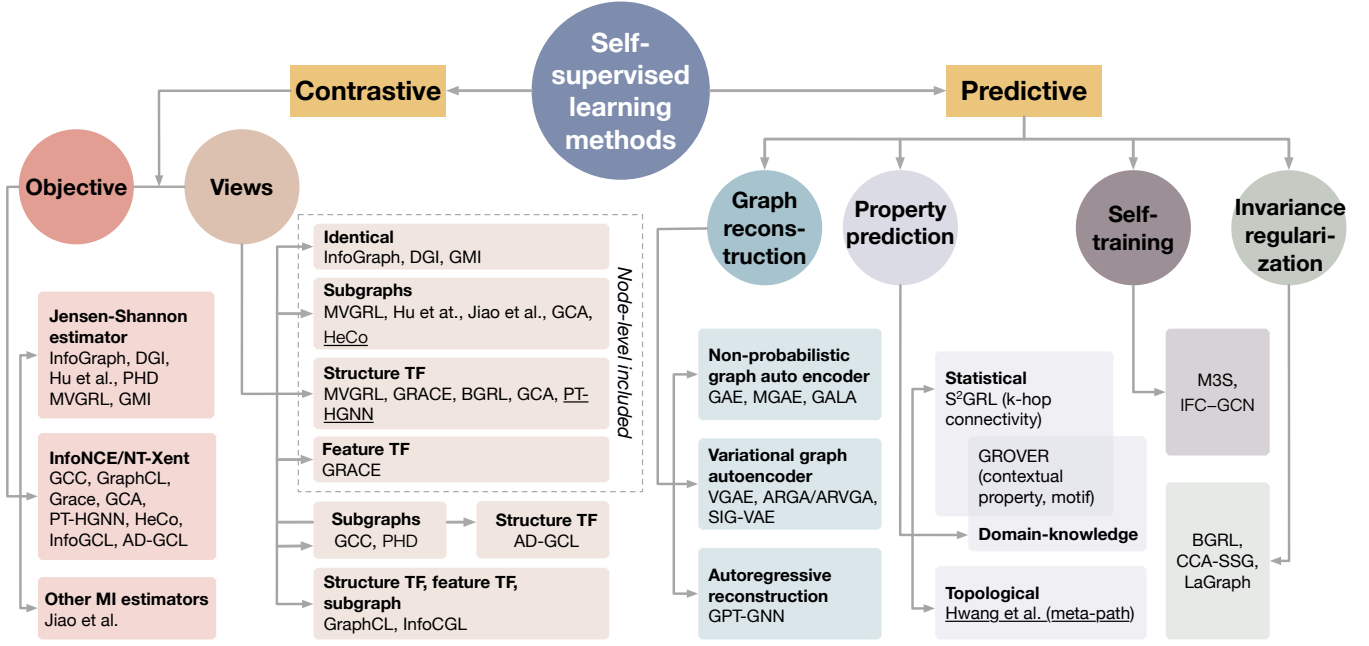 Self-
supervised
learning
methods
Contrastive
Predictive
Objective
Views
Graph
recons-
truction
Property
prediction
Self-
training
Invariance
regulari-
zation
Jensen-Shannon
estimator
InfoGraph, DGI,
Hu et al., PHD
MVGRL, GMI
InfoNCE/NT-Xent
GCC, GraphCL,
Grace, GCA,
PT-HGNN, HeCo,
InfoGCL, AD-GCL
Other MI estimators
Jiao et al.
Identical
InfoGraph, DGI, GMI
Subgraphs
MVGRL, Hu et at., Jiao et al., GCA,
HeCo
Structure TF
MVGRL, GRACE, BGRL, GCA, PT-
HGNN
Feature TF
GRACE
Node-level included
Subgraphs
GCC, PHD
Structure TF
AD-GCL
Structure TF, feature TF,
subgraph
GraphCL, InfoCGL
Non-probabilistic
graph auto encoder
GAE, MGAE, GALA
Variational graph
autoencoder
VGAE, ARGA/ARVGA,
SIG-VAE
Autoregressive
reconstruction
GPT-GNN
Statistical
S²GRL (k-hop
connectivity)
GROVER
(contextual
property, motif)
Domain-knowledge
Topological
Hwang et al. (meta-path)
M3S,
IFC–GCN
BGRL,
CCA-SSG,
LaGraph